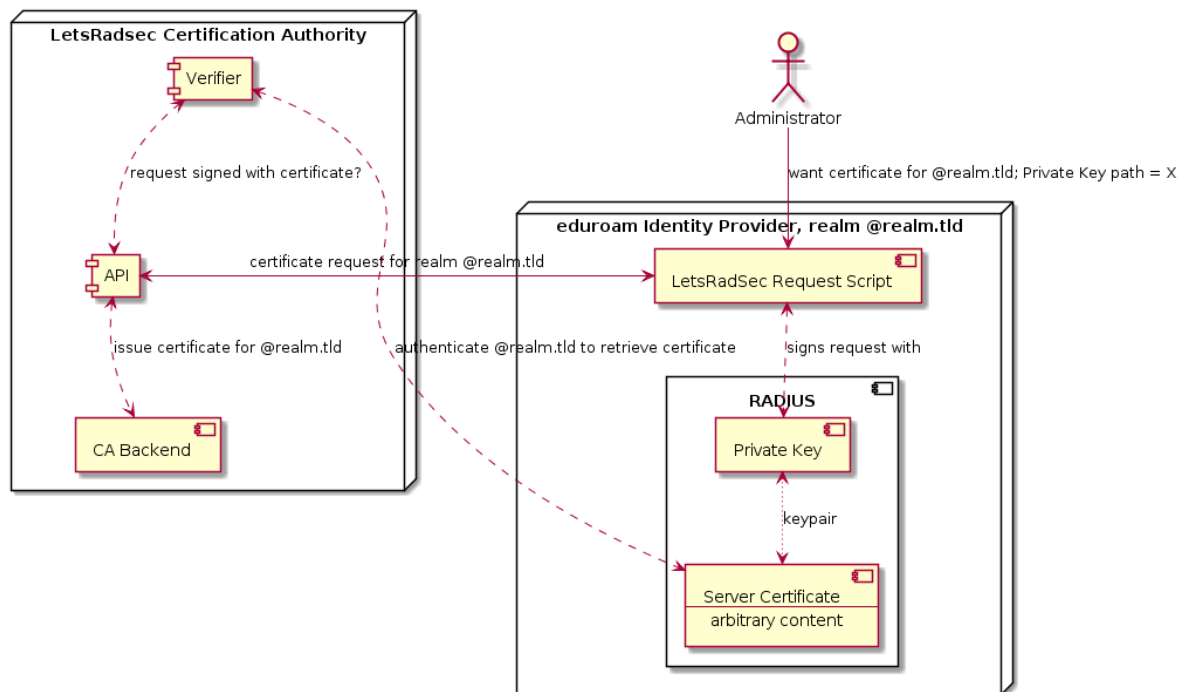 LetsRadsec Certification Authority
Verifier
Administrator
request signed with certificate?
want certificate for @realm.tld; Private Key path = X
eduroam Identity Provider, realm @realm.tld
API
certificate request for realm @realm.tld
LetsRadSec Request Script
issue certificate for @realm.tld
authenticate @realm.tld to retrieve certificate
signs request with
RADIUS
CA Backend
Private Key
keypair
Server Certificate
arbitrary content